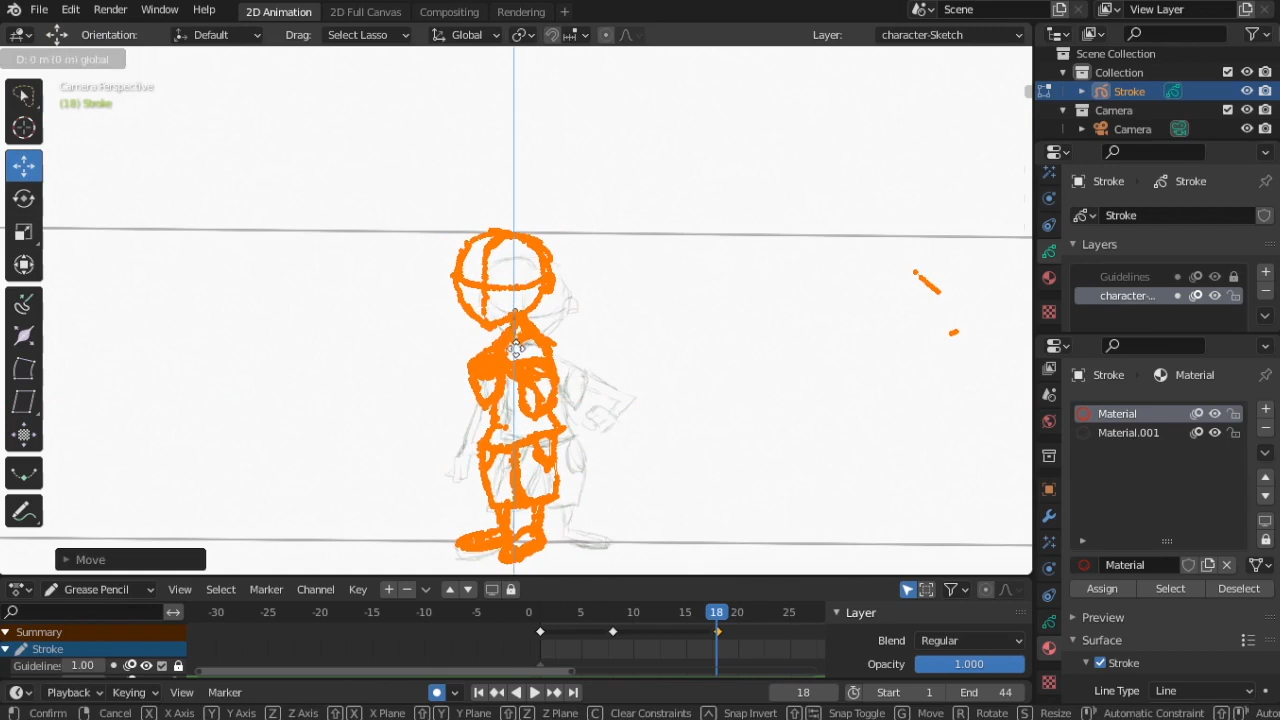 File Edit Render Window Help 2D Animation 2D Full Canvas Compositing Rendering + Scene View Layer
Orientation: Default Drag: Select Lasso Global Layer: character-Sketch
D: 0 m (0 m) global
Camera Perspective
(18) Stroke
Scene Collection
Collection
Stroke
Camera
Camera
Stroke Stroke
Stroke
Layers
Guidelines
character-...
Stroke Material
Material
Material.001
Material
Assign Select Deselect
Preview
Surface
Stroke
Line Type Line
Move
Grease Pencil View Select Marker Channel Key
-30 -25 -20 -15 -10 -5 0 5 10 15 18 20 25
Layer
Summary
Stroke
Guidelines 1.00
Blend Regular
Opacity 1.000
Playback Keying View Marker 18 Start 1 End 44
Confirm Cancel X X Axis Y Y Axis Z Z Axis X X Plane Y Y Plane Z Z Plane C Clear Constraints Snap Invert Snap Toggle G Move R Rotate S Resize Automatic Constraint Auto